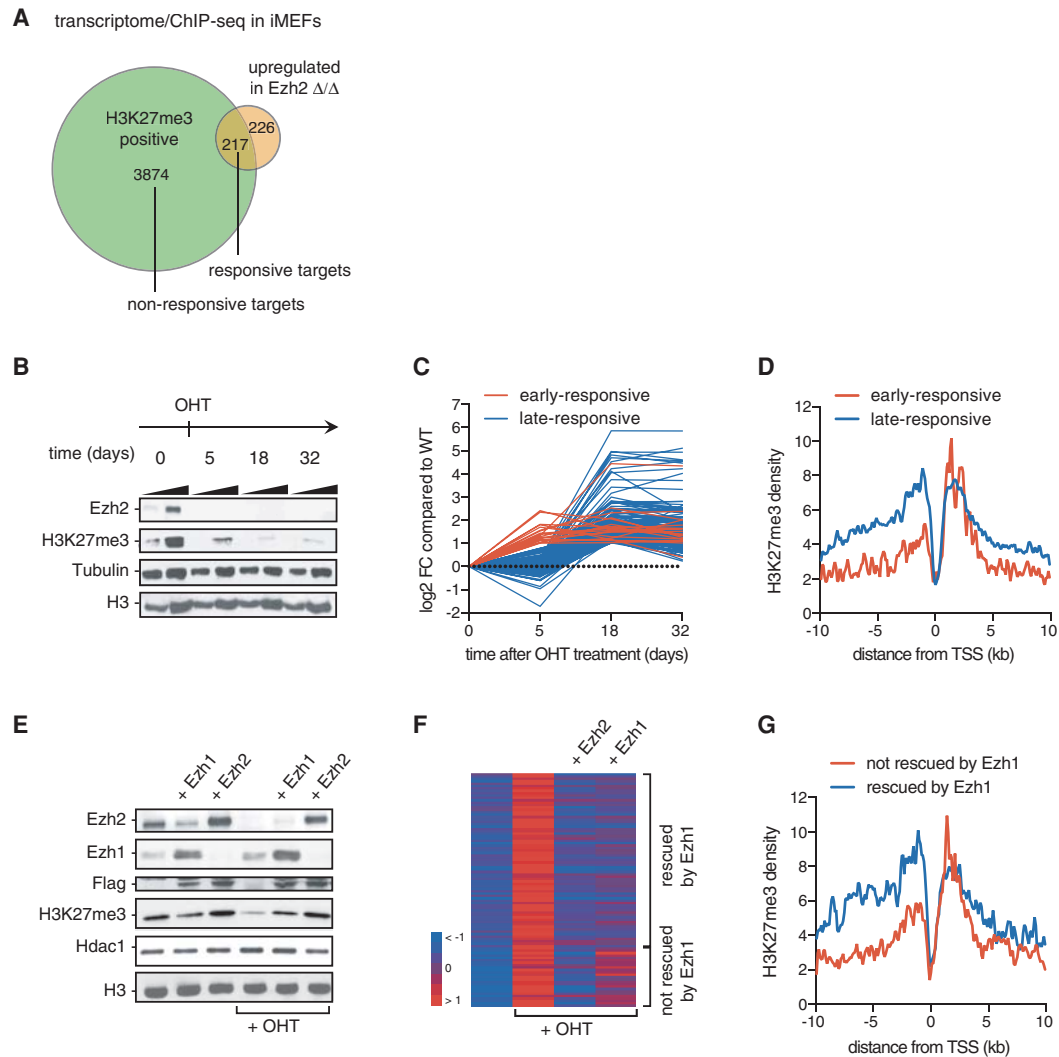 A transcriptome/ChIP-seq in iMEFs
upregulated
in Ezh2 Δ/Δ
H3K27me3
positive
226
217
3874
responsive targets
non-responsive targets
B
OHT
time (days) 0 5 18 32
Ezh2
H3K27me3
Tubulin
H3
C
early-responsive
late-responsive
log2 FC compared to WT
7
6
5
4
3
2
1
0
-1
-2
0 5 18 32
time after OHT treatment (days)
D
early-responsive
late-responsive
H3K27me3 density
12
10
8
6
4
2
0
-10 -5 0 5 10
distance from TSS (kb)
E
+ Ezh1
+ Ezh2
+ Ezh1
+ Ezh2
Ezh2
Ezh1
Flag
H3K27me3
Hdac1
H3
+ OHT
F
+ Ezh2
+ Ezh1
rescued
by Ezh1
not rescued
by Ezh1
< -1
0
> 1
+ OHT
G
not rescued by Ezh1
rescued by Ezh1
H3K27me3 density
12
10
8
6
4
2
0
-10 -5 0 5 10
distance from TSS (kb)